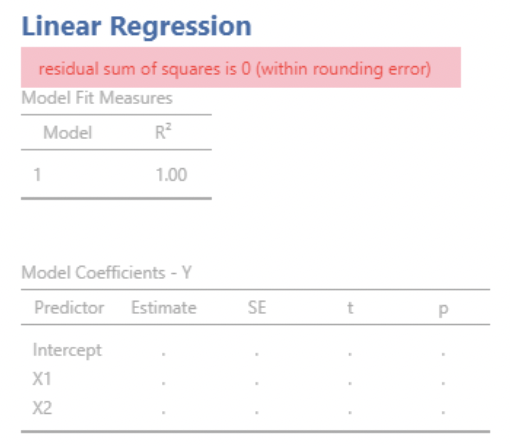 Linear Regression
residual sum of squares is 0 (within rounding error)
Model Fit Measures
Model R²
1 1.00
Model Coefficients - Y
Predictor Estimate SE t p
Intercept . . . .
X1 . . . .
X2 . . . .